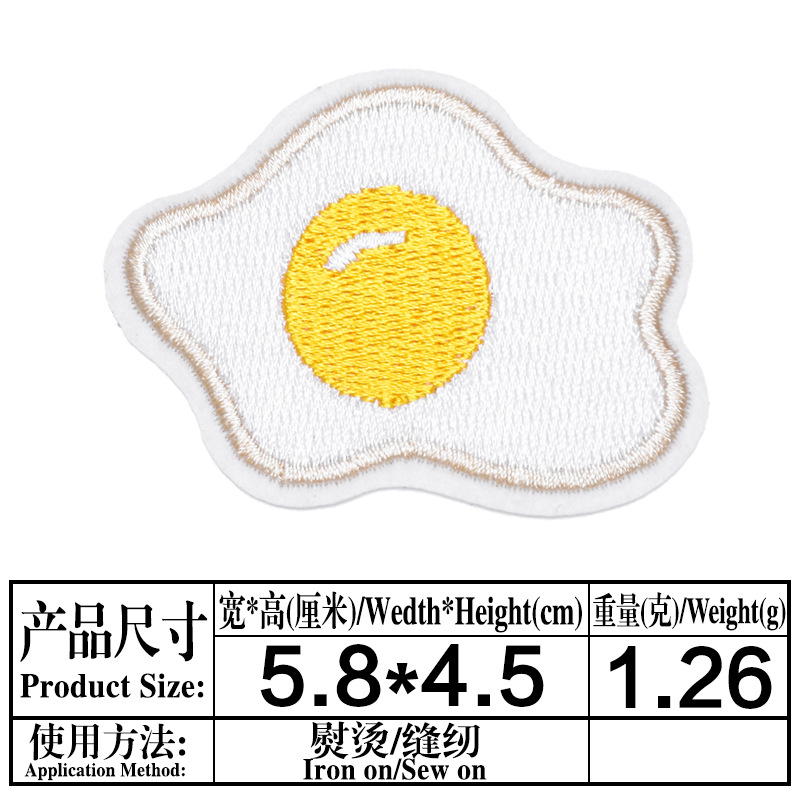 产品尺寸
Product Size:
宽*高(厘米)/Wedth*Height(cm)
5.8*4.5
重量(克)/Weight(g)
1.26
使用方法:
Application Method:
熨烫/缝纫
Iron on/Sew on